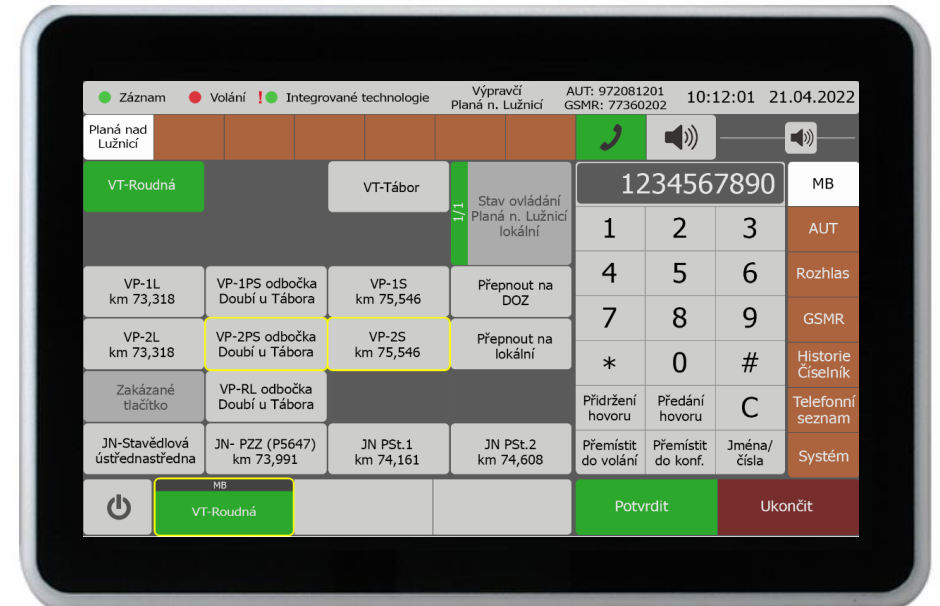 Záznam Volání ! Integrované technologie Výpravčí AUT: 972081201 10:12:01 21.04.2022
Planá n. Lužnicí GSMR: 77360202
Planá nad
Lužnicí
VT-Roudná
VT-Tábor
1/1
Stav ovládání
Planá n. Lužnicí
lokální
VP-1L
km 73,318
VP-1PS odbočka
Doubí u Tábora
VP-1S
km 75,546
Přepnout na
DOZ
VP-2L
km 73,318
VP-2PS odbočka
Doubí u Tábora
VP-2S
km 75,546
Přepnout na
lokální
Zakázané
tlačítko
VP-RL odbočka
Doubí u Tábora
JN-Stavědlová
ústřednastředna
JN- PZZ (P5647)
km 73,991
JN PSt.1
km 74,161
JN PSt.2
km 74,608
MB
VT-Roudná
1234567890
1 2 3
4 5 6
7 8 9
* 0 #
Přidržení
hovoru
Předání
hovoru
C
Přemístit
do volání
Přemístit
do konf.
Jména/
čísla
Potvrdit
Ukončit
MB
AUT
Rozhlas
GSMR
Historie
Číselník
Telefonní
seznam
Systém